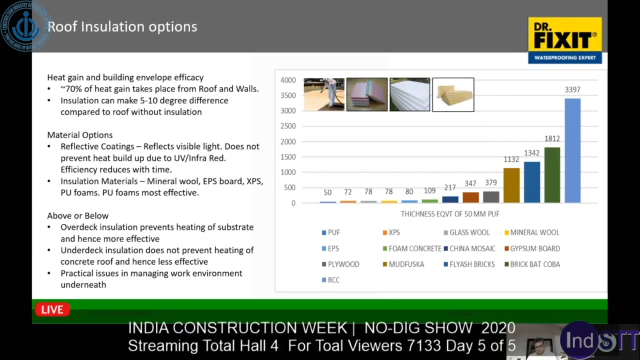 Roof Insulation options
DR.
FIXIT
WATERPROOFING EXPERT
Heat gain and building envelope efficacy
• ~70% of heat gain takes place from Roof and Walls.
• Insulation can make 5-10 degree difference
compared to roof without insulation
Material Options
• Reflective Coatings - Reflects visible light. Does not
prevent heat build up due to UV/Infra Red.
Efficiency reduces with time.
• Insulation Materials – Mineral wool, EPS board, XPS,
PU foams. PU foams most effective.
Above or Below
• Overdeck insulation prevents heating of substrate
and hence more effective
• Underdeck insulation does not prevent heating of
concrete roof and hence less effective
• Practical issues in managing work environment
underneath
4000
3500
3000
2500
2000
1500
1000
500
0
50 72 78 78 80 109 217 347 379 1132 1342 1812 3397
THICKNESS EQVT OF 50 MM PUF
PUF XPS GLASS WOOL MINERAL WOOL
EPS FOAM CONCRETE CHINA MOSAIC GYPSUM BOARD
PLYWOOD MUDFUSKA FLYASH BRICKS BRICK BAT COBA
RCC
LIVE
INDIA CONSTRUCTION WEEK | NO-DIG SHOW 2020
Streaming Total Hall 4 For Toal Viewers 7133 Day 5 of 5
IndSTT